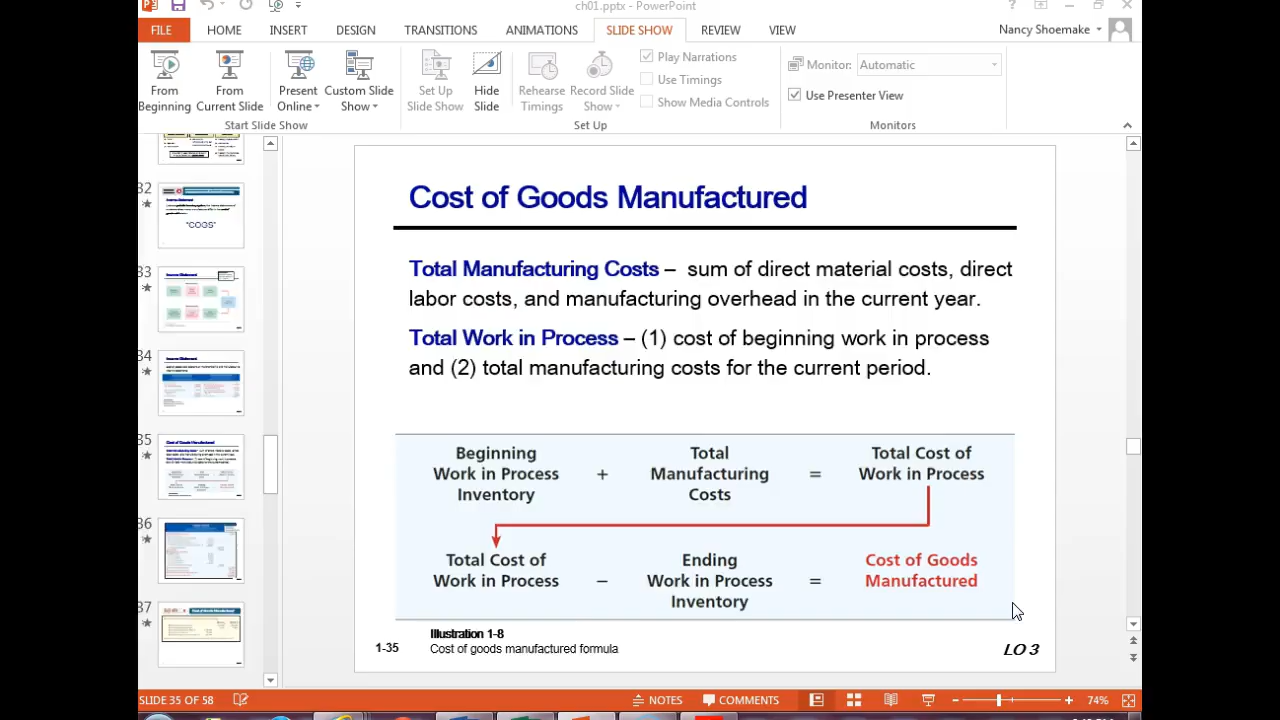 ch01.pptx - PowerPoint
FILE HOME INSERT DESIGN TRANSITIONS ANIMATIONS SLIDE SHOW REVIEW VIEW Nancy Shoemake
From Beginning
From Current Slide
Present Online
Custom Slide Show
Set Up Slide Show
Hide Slide
Rehearse Timings
Record Slide Show
Play Narrations
Use Timings
Show Media Controls
Monitor: Automatic
Use Presenter View
Start Slide Show Set Up Monitors
32
"COGS"
33
34
35
36
37
Cost of Goods Manufactured
Total Manufacturing Costs – sum of direct material costs, direct
labor costs, and manufacturing overhead in the current year.
Total Work in Process – (1) cost of beginning work in process
and (2) total manufacturing costs for the current period.
Beginning Total Total Cost of
Work in Process + Manufacturing = Work in Process
Inventory Costs
Total Cost of Ending Cost of Goods
Work in Process – Work in Process = Manufactured
Inventory
Illustration 1-8
1-35 Cost of goods manufactured formula LO 3
SLIDE 35 OF 58 NOTES COMMENTS 74%